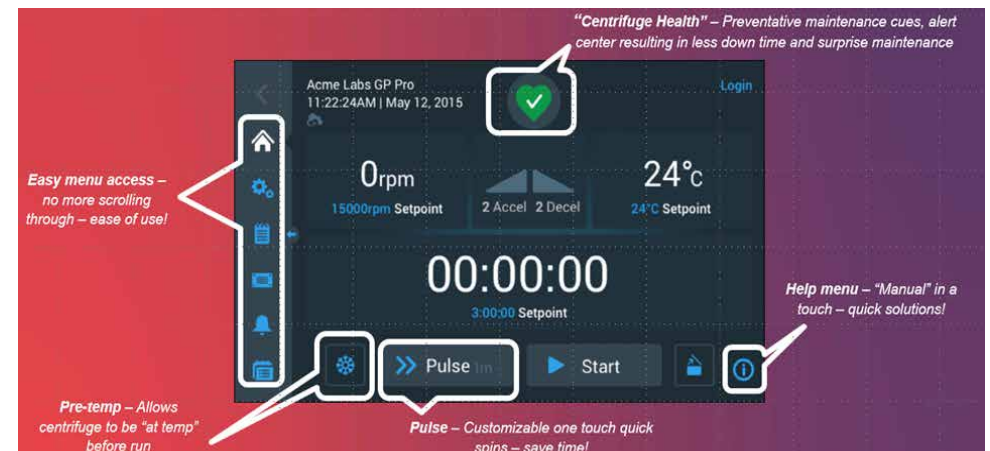 "Centrifuge Health" – Preventative maintenance cues, alert
center resulting in less down time and surprise maintenance
Acme Labs GP Pro
11:22:24AM | May 12, 2015
Login
Easy menu access –
no more scrolling
through – ease of use!
0rpm
15000rpm Setpoint
2 Accel 2 Decel
24°c
24°C Setpoint
00:00:00
3:00:00 Setpoint
Help menu – "Manual" in a
touch – quick solutions!
Pulse 1m
Start
Pre-temp – Allows
centrifuge to be "at temp"
before run
Pulse – Customizable one touch quick
spins – save time!